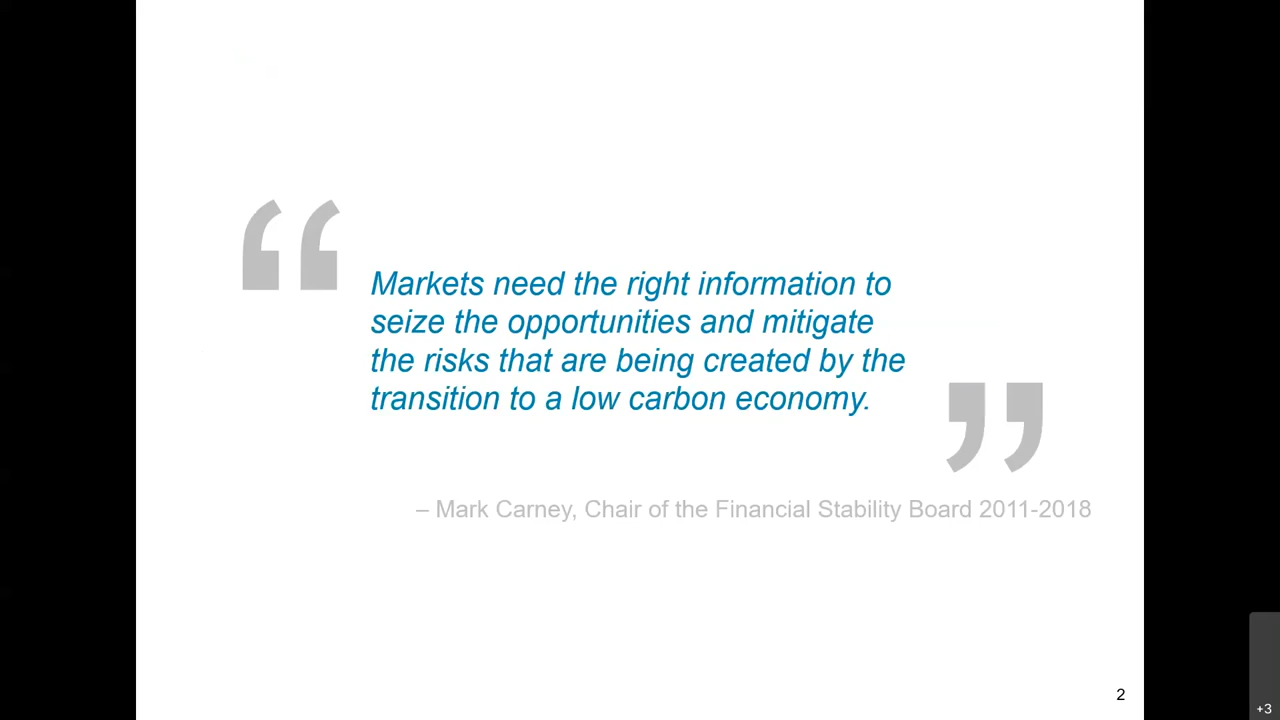 “
Markets need the right information to
seize the opportunities and mitigate
the risks that are being created by the
transition to a low carbon economy.
”
– Mark Carney, Chair of the Financial Stability Board 2011-2018
2
+3